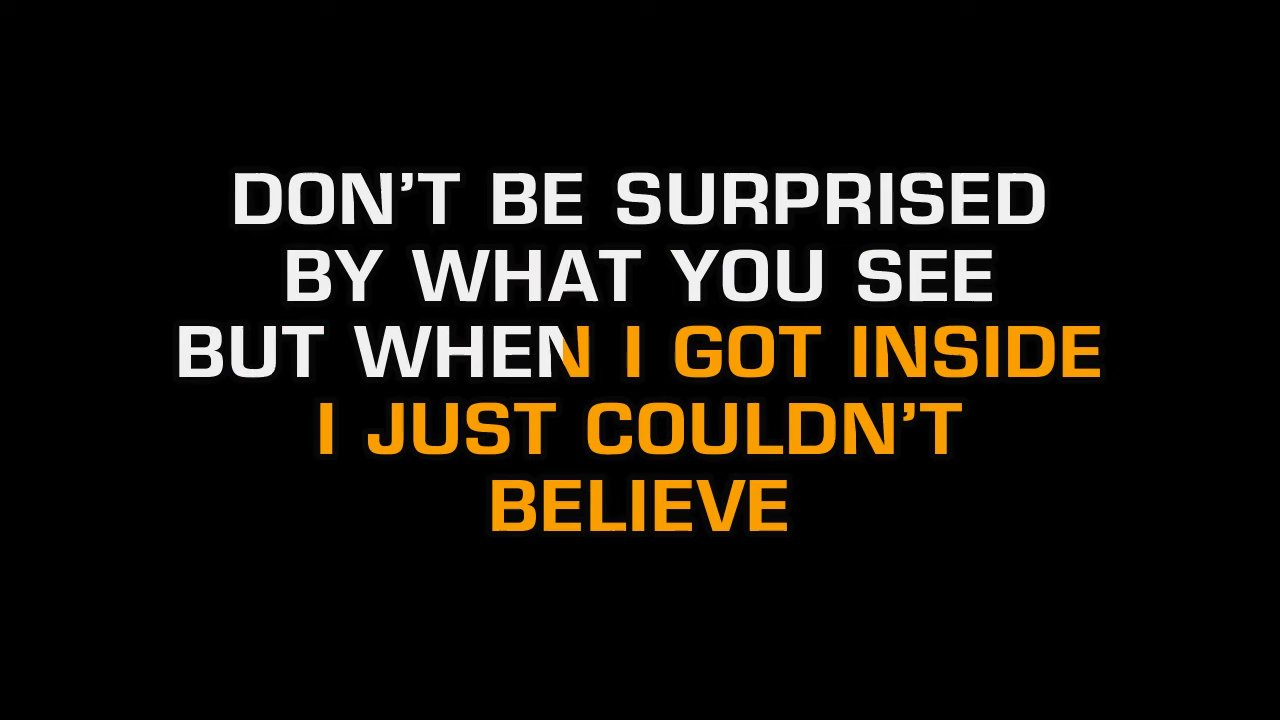 DON’T BE SURPRISED
BY WHAT YOU SEE
BUT WHEN I GOT INSIDE
I JUST COULDN’T
BELIEVE